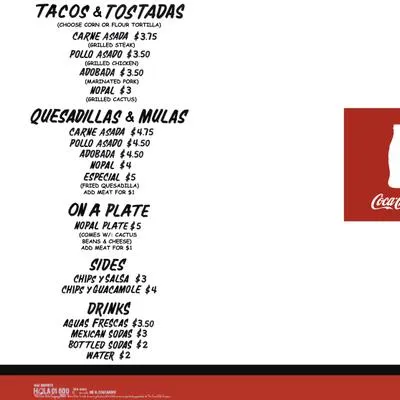 TACOS & TOSTADAS
(CHOOSE CORN OR FLOUR TORTILLA)
CARNE ASADA $3.75
(GRILLED STEAK)
POLLO ASADO $3.50
(GRILLED CHICKEN)
ADOBADA $3.50
(MARINATED PORK)
NOPAL $3
(GRILLED CACTUS)
QUESADILLAS & MULAS
CARNE ASADA $4.75
POLLO ASADO $4.50
ADOBADA $4.50
NOPAL $4
ESPECIAL $5
(FRIED QUESADILLA)
ADD MEAT FOR $1
ON A PLATE
NOPAL PLATE $5
(COMES W/: CACTUS
BEANS & CHEESE)
ADD MEAT FOR $1
SIDES
CHIPS Y SALSA $3
CHIPS Y GUACAMOLE $4
DRINKS
AGUAS FRESCAS $3.50
MEXICAN SODAS $3
BOTTLED SODAS $2
WATER $2
Coca-C